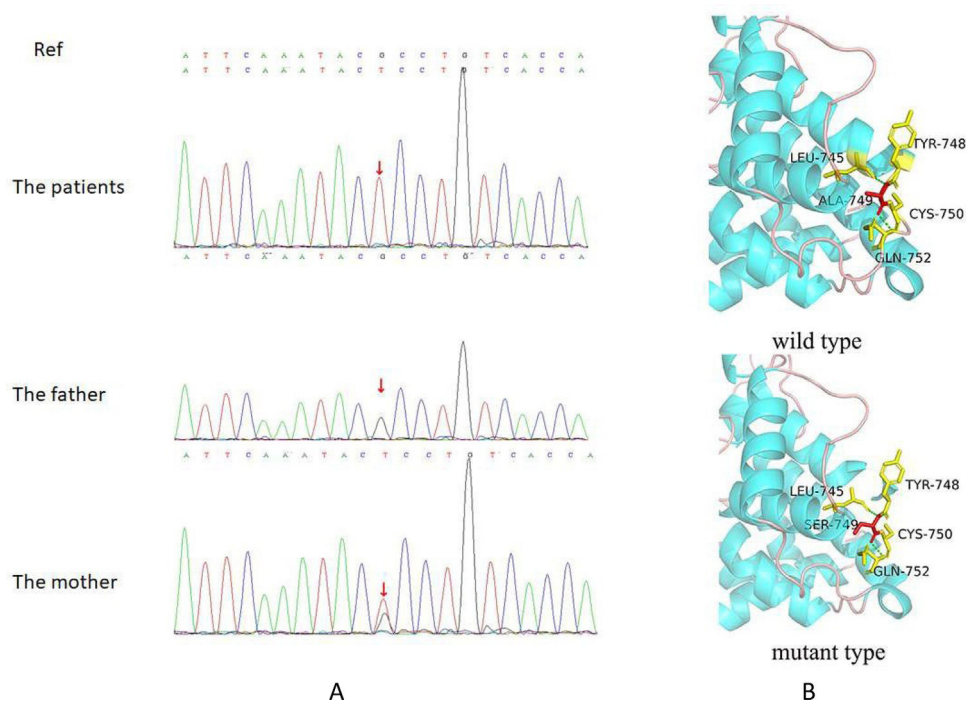 Ref
A T T C A A A T A C G C C T G T C A C C A
A T T C A A A T A C T C C T G T C A C C A
The patients
A T T C A A A T A C G C C T G T C A C C A
The father
A T T C A A A T A C T C C T G T C A C C A
The mother
A
LEU-745
TYR-748
ALA-749
CYS-750
GLN-752
wild type
LEU-745
TYR-748
SER-749
CYS-750
GLN-752
mutant type
B